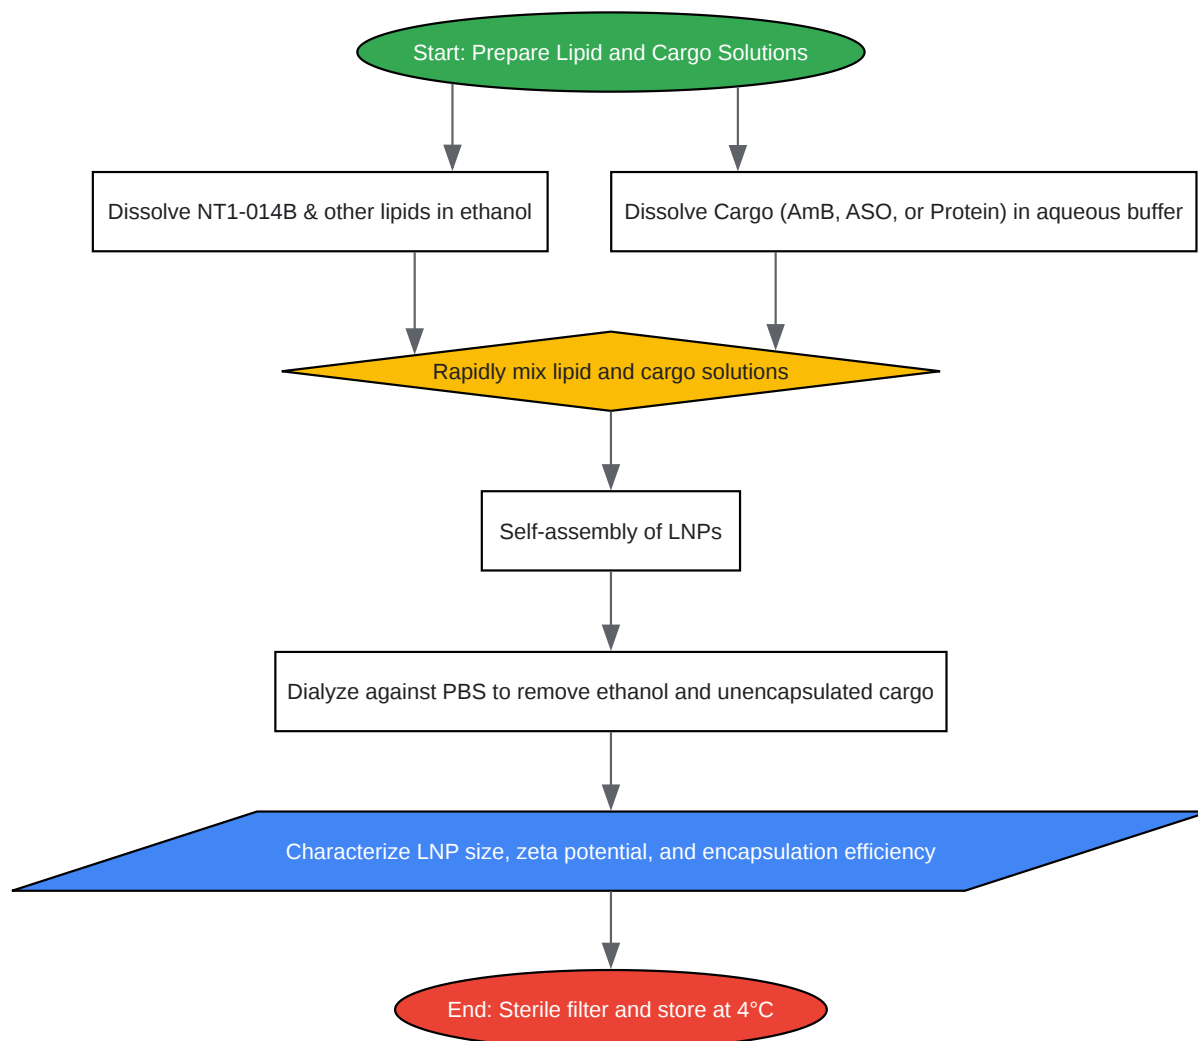 Start: Prepare Lipid and Cargo Solutions
Dissolve NT1-014B & other lipids in ethanol
Dissolve Cargo (AmB, ASO, or Protein) in aqueous buffer
Rapidly mix lipid and cargo solutions
Self-assembly of LNPs
Dialyze against PBS to remove ethanol and unencapsulated cargo
Characterize LNP size, zeta potential, and encapsulation efficiency
End: Sterile filter and store at 4°C